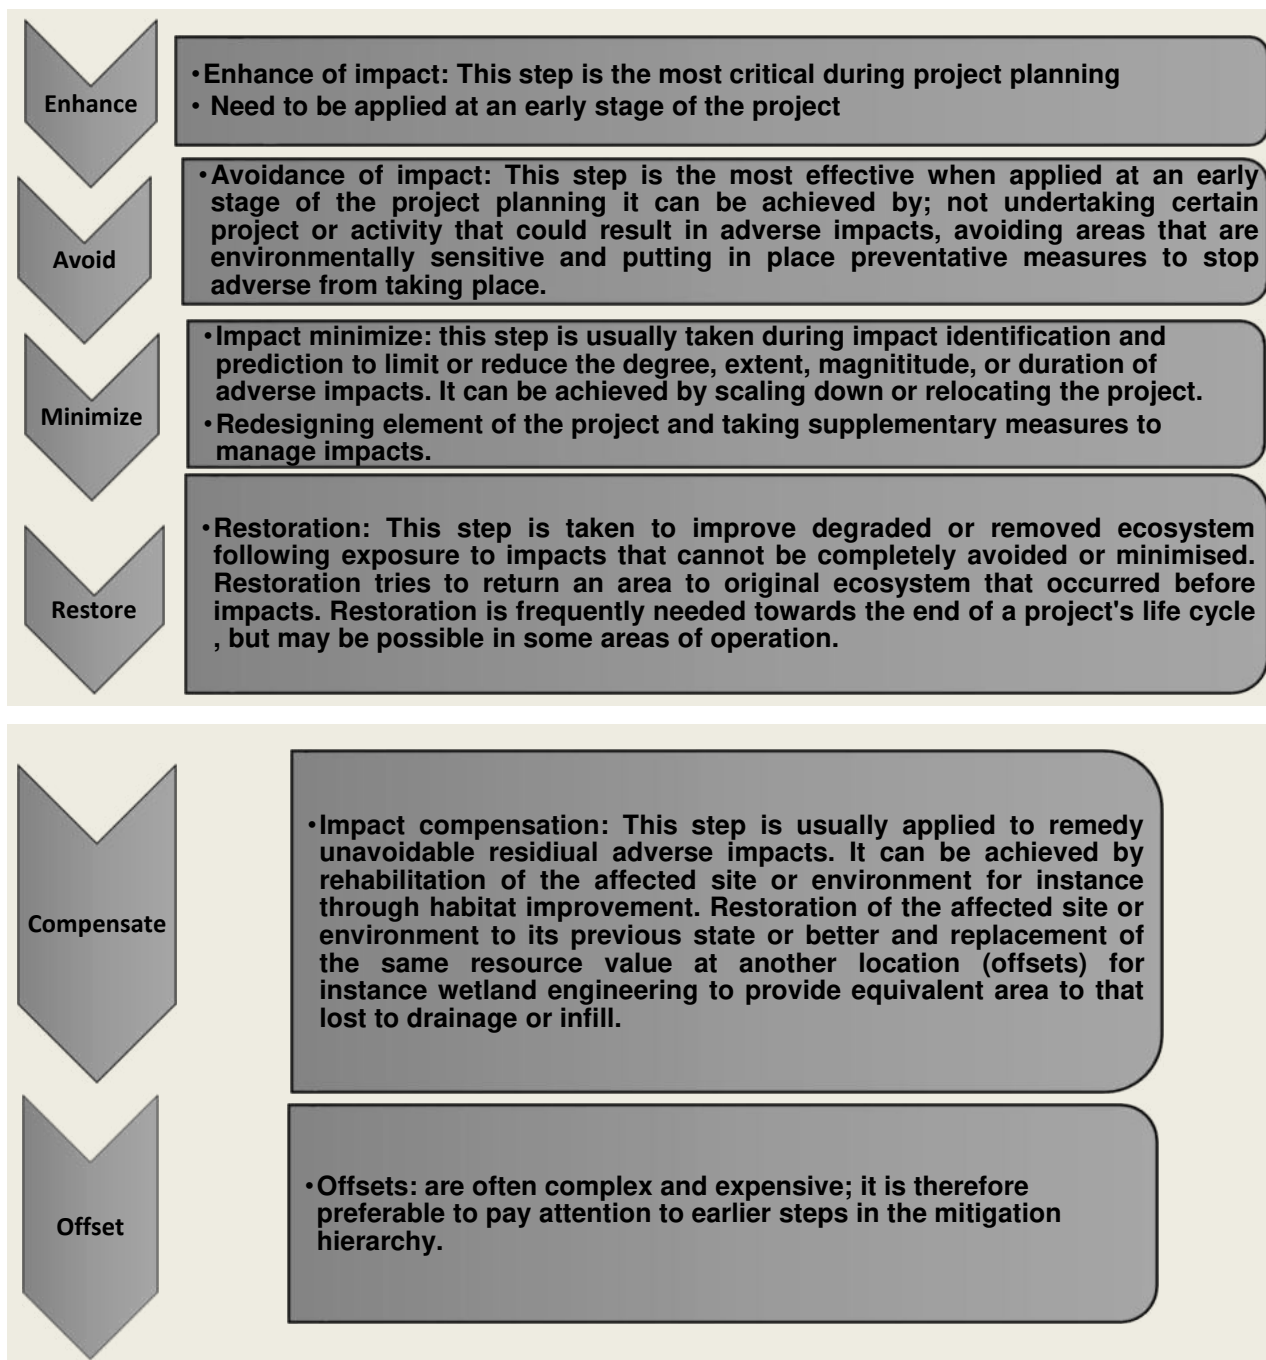 Enhance
•Enhance of impact: This step is the most critical during project planning
• Need to be applied at an early stage of the project
Avoid
•Avoidance of impact: This step is the most effective when applied at an early
stage of the project planning it can be achieved by; not undertaking certain
project or activity that could result in adverse impacts, avoiding areas that are
environmentally sensitive and putting in place preventative measures to stop
adverse from taking place.
Minimize
•Impact minimize: this step is usually taken during impact identification and
prediction to limit or reduce the degree, extent, magnititude, or duration of
adverse impacts. It can be achieved by scaling down or relocating the project.
•Redesigning element of the project and taking supplementary measures to
manage impacts.
Restore
•Restoration: This step is taken to improve degraded or removed ecosystem
following exposure to impacts that cannot be completely avoided or minimised.
Restoration tries to return an area to original ecosystem that occurred before
impacts. Restoration is frequently needed towards the end of a project's life cycle
, but may be possible in some areas of operation.
Compensate
•Impact compensation: This step is usually applied to remedy
unavoidable residiual adverse impacts. It can be achieved by
rehabilitation of the affected site or environment for instance
through habitat improvement. Restoration of the affected site or
environment to its previous state or better and replacement of
the same resource value at another location (offsets) for
instance wetland engineering to provide equivalent area to that
lost to drainage or infill.
Offset
•Offsets: are often complex and expensive; it is therefore
preferable to pay attention to earlier steps in the mitigation
hierarchy.